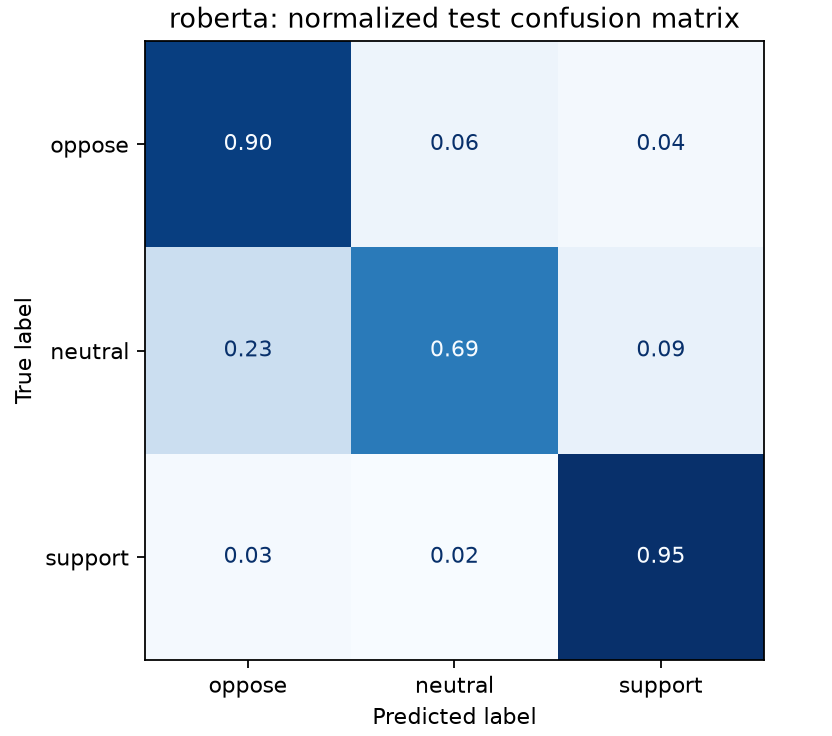 roberta: normalized test confusion matrix
oppose
0.90
0.06
0.04
True label
neutral
0.23
0.69
0.09
support
0.03
0.02
0.95
oppose
neutral
support
Predicted label